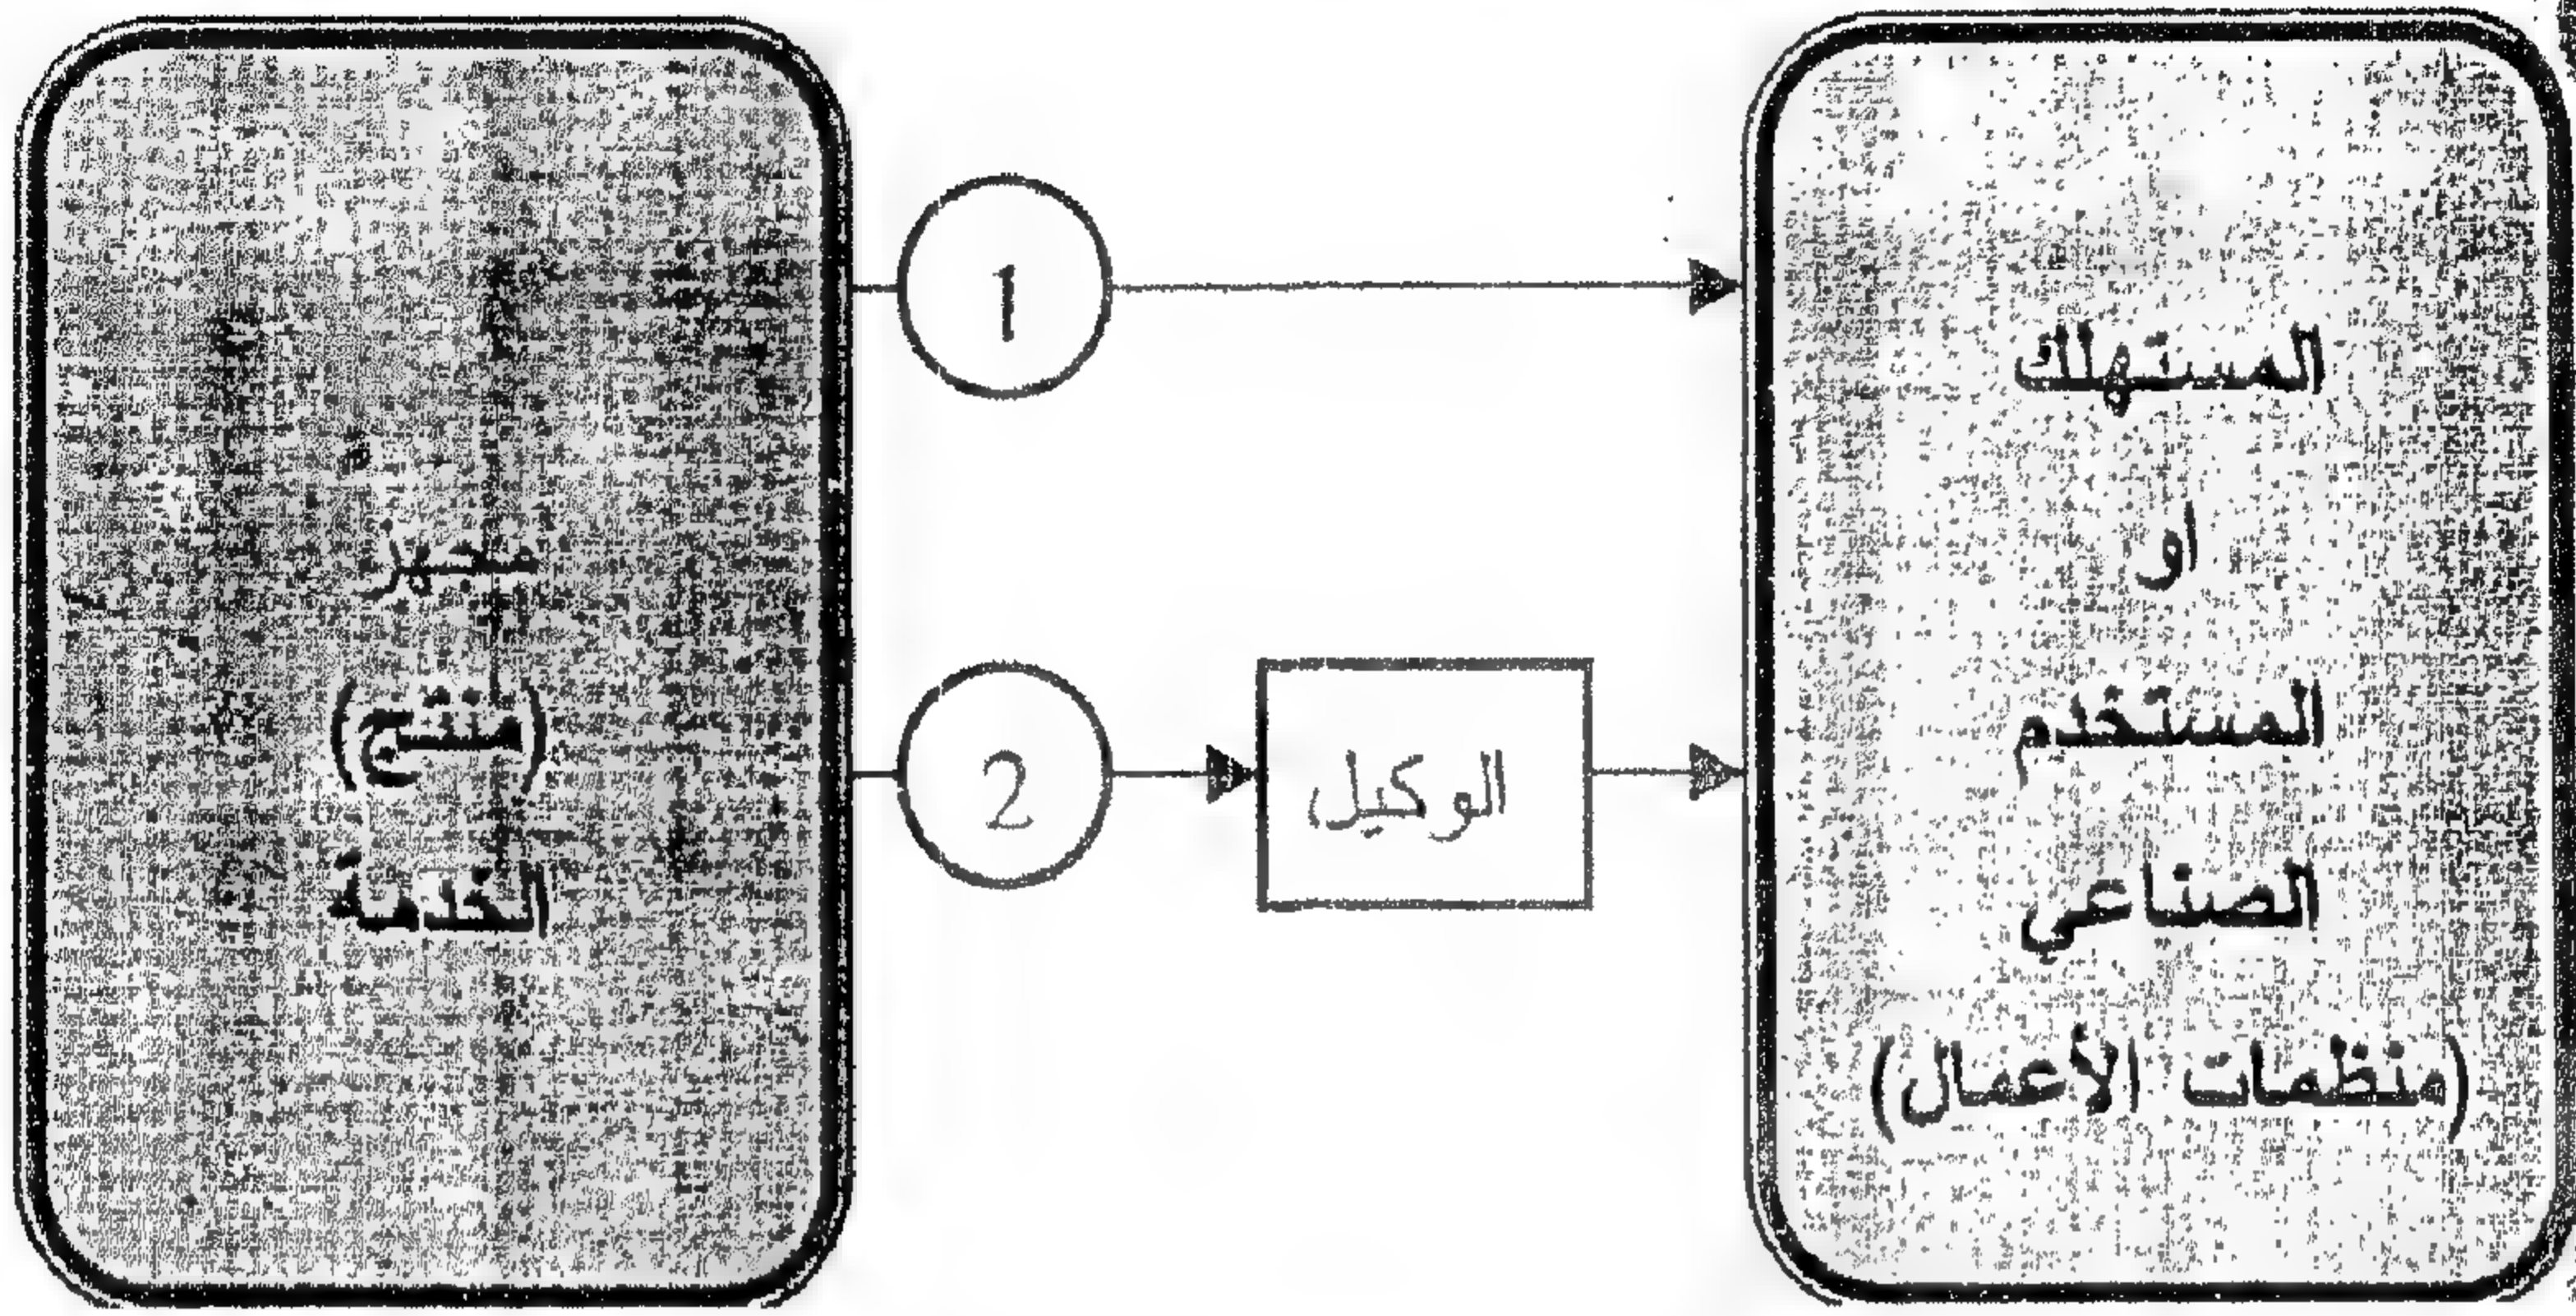 المستهلك
او
المستخدم
الصناعي
(منظمات الأعمال)
1
2
الوكيل
مجهز
(منتج)
الخدمة